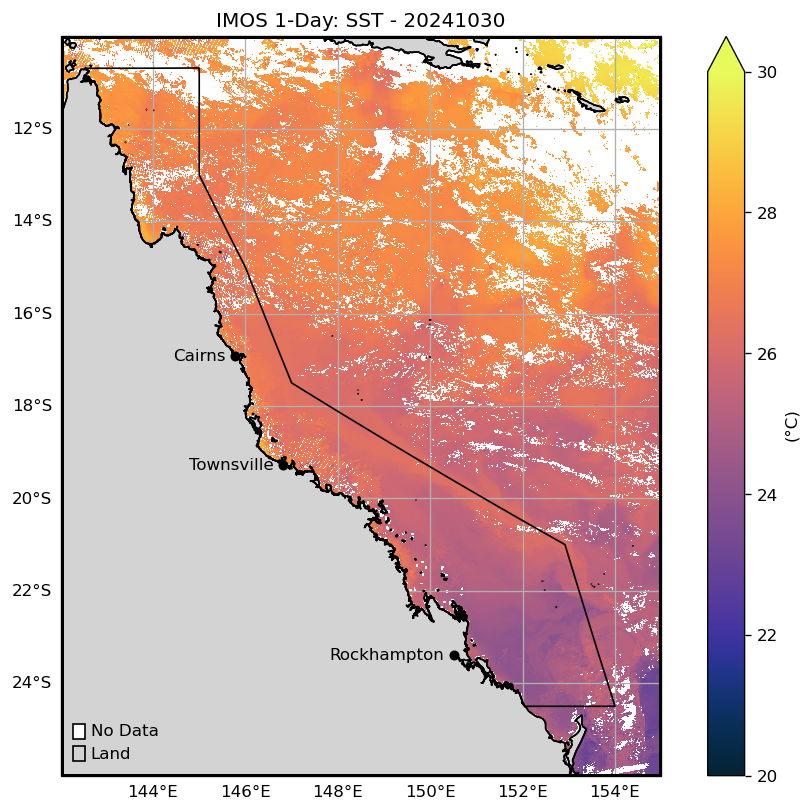 IMOS 1-Day: SST - 20241030
12°S
14°S
16°S
18°S
20°S
22°S
24°S
Cairns
Townsville
Rockhampton
No Data
Land
144°E 146°E 148°E 150°E 152°E 154°E
30
28
26
24
22
20
(°C)